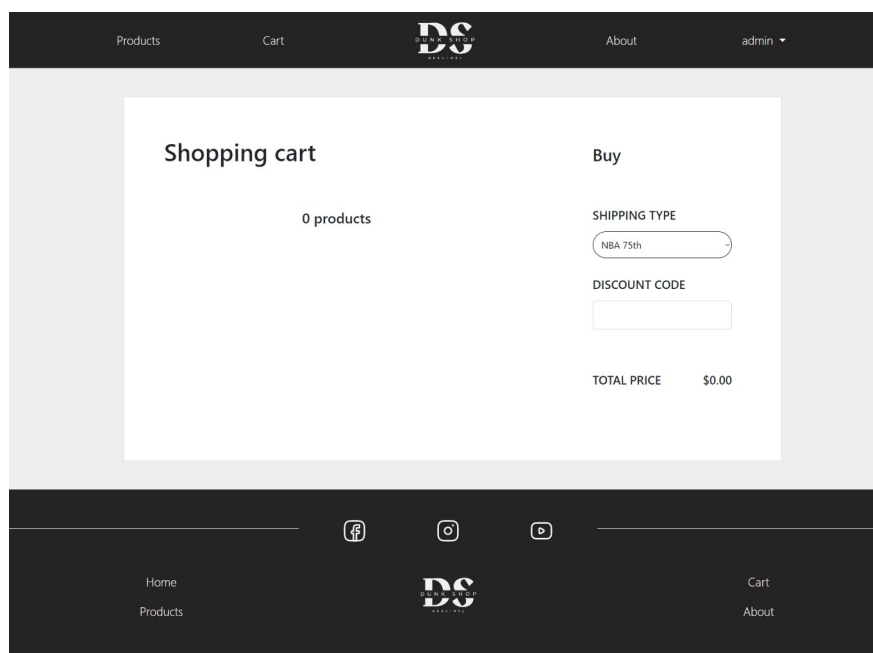 Products
Cart
DS
DUNK SHOP
About
admin
Shopping cart
0 products
Buy
SHIPPING TYPE
NBA 75th
DISCOUNT CODE
TOTAL PRICE $0.00
Home
Products
DS
DUNK SHOP
Cart
About